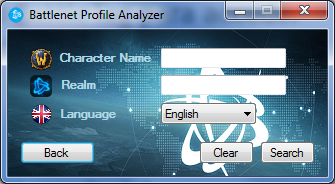 Battlenet Profile Analyzer
Character Name
Realm
Language English
Back Clear Search